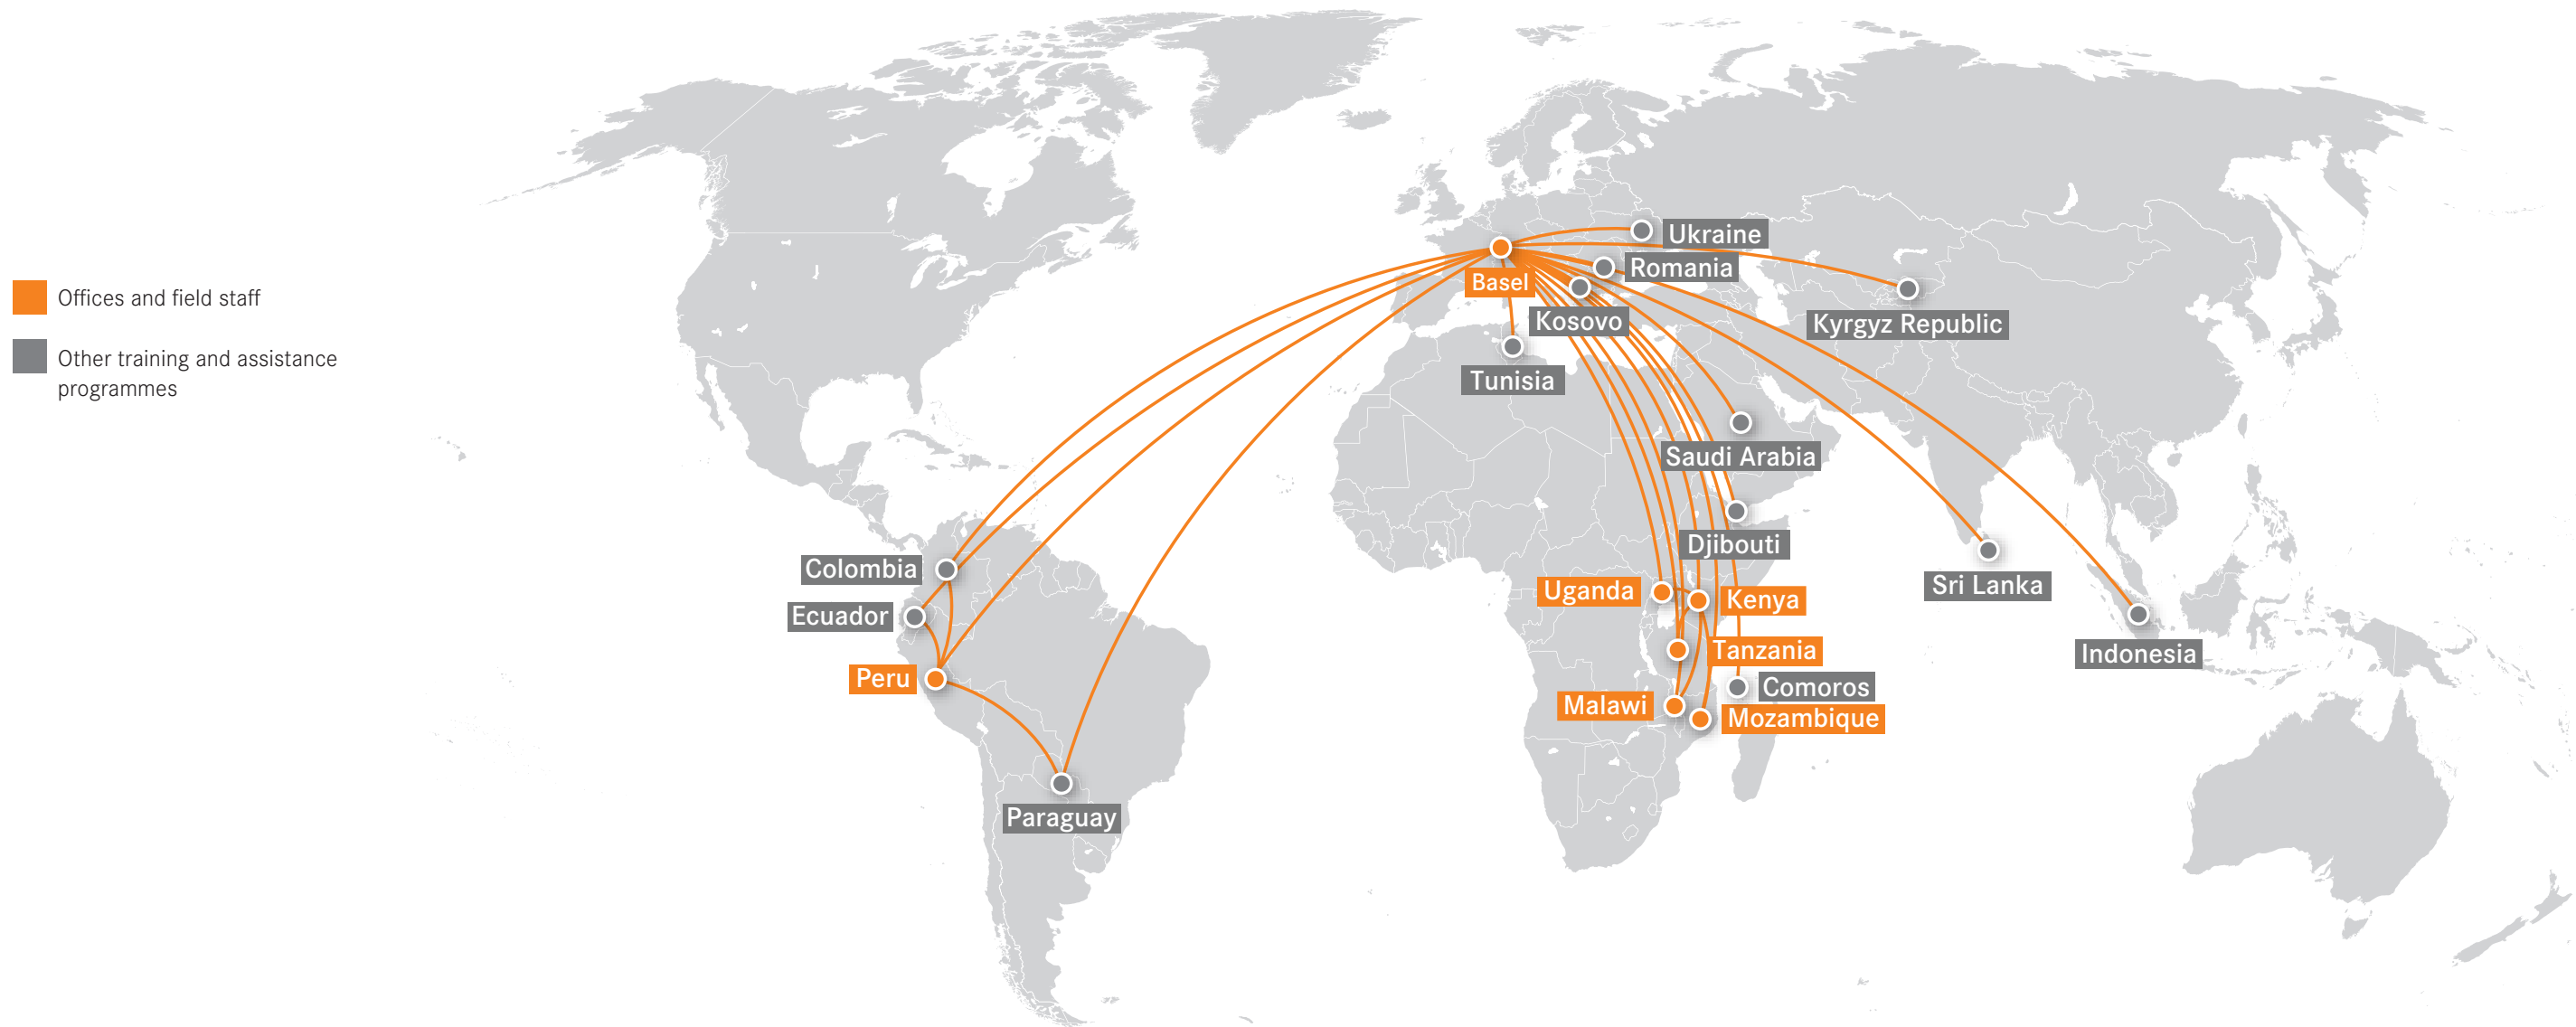 Offices and field staff
Other training and assistance
programmes
Ukraine
Romania
Basel
Kosovo
Kyrgyz Republic
Tunisia
Saudi Arabia
Djibouti
Colombia
Sri Lanka
Uganda
Kenya
Ecuador
Tanzania
Indonesia
Peru
Comoros
Malawi
Mozambique
Paraguay